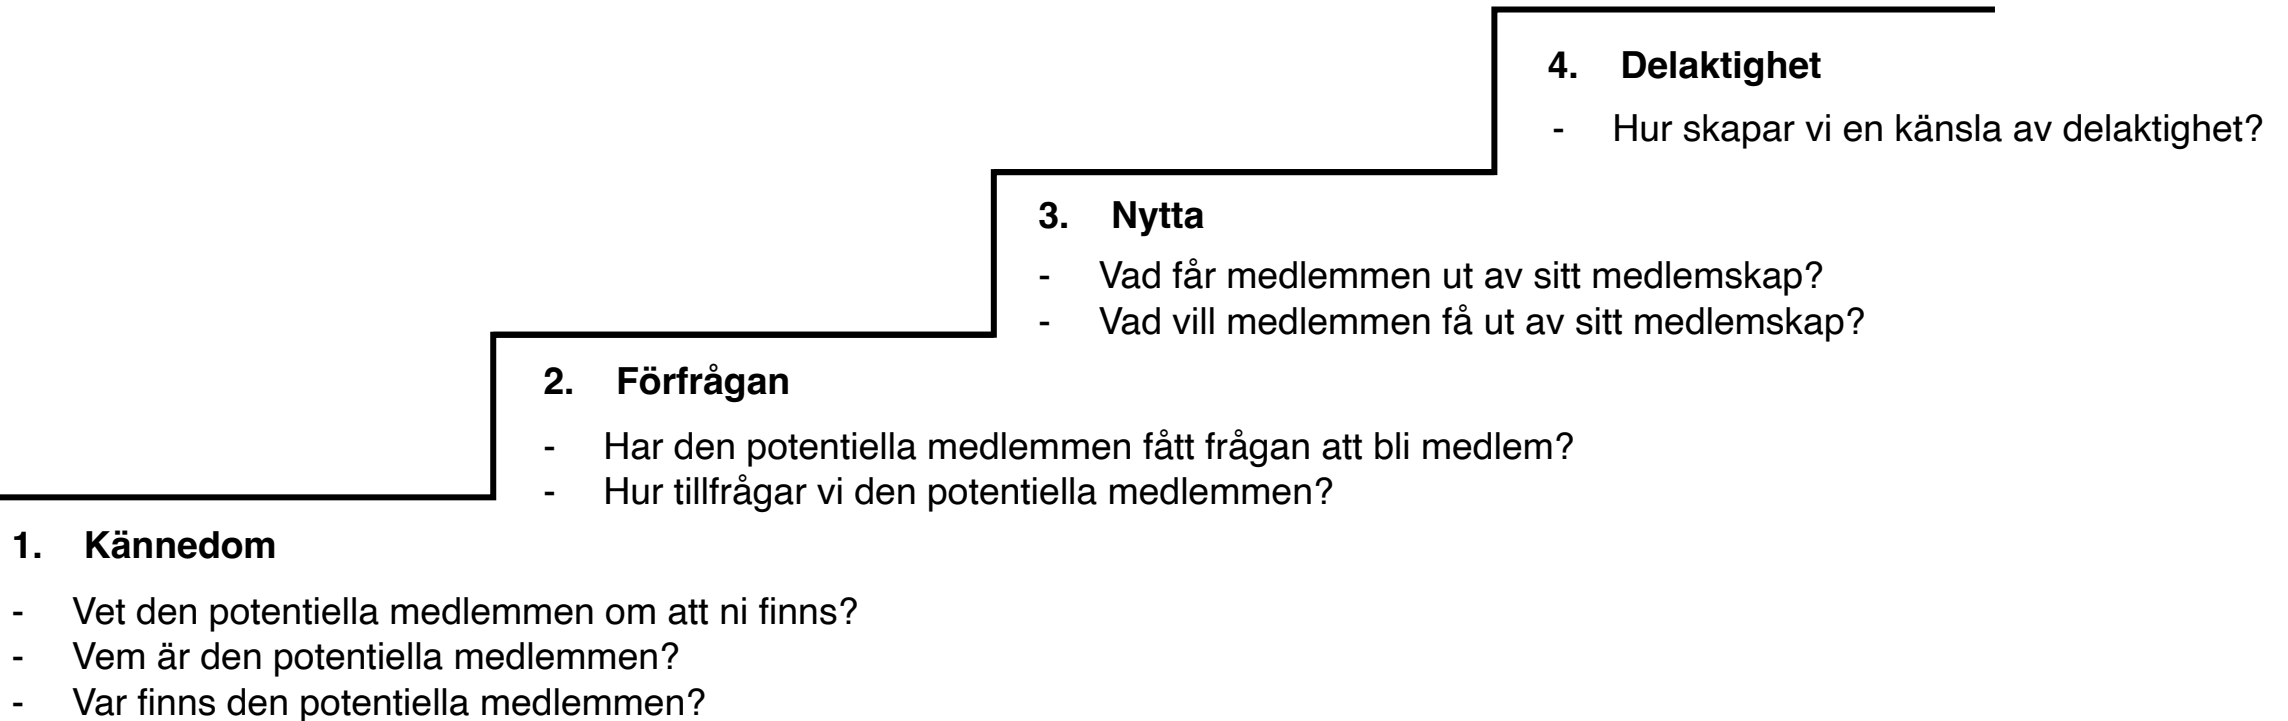 4. Delaktighet
- Hur skapar vi en känsla av delaktighet?
3. Nytta
- Vad får medlemmen ut av sitt medlemskap?
- Vad vill medlemmen få ut av sitt medlemskap?
2. Förfrågan
- Har den potentiella medlemmen fått frågan att bli medlem?
- Hur tillfrågar vi den potentiella medlemmen?
1. Kännedom
- Vet den potentiella medlemmen om att ni finns?
- Vem är den potentiella medlemmen?
- Var finns den potentiella medlemmen?